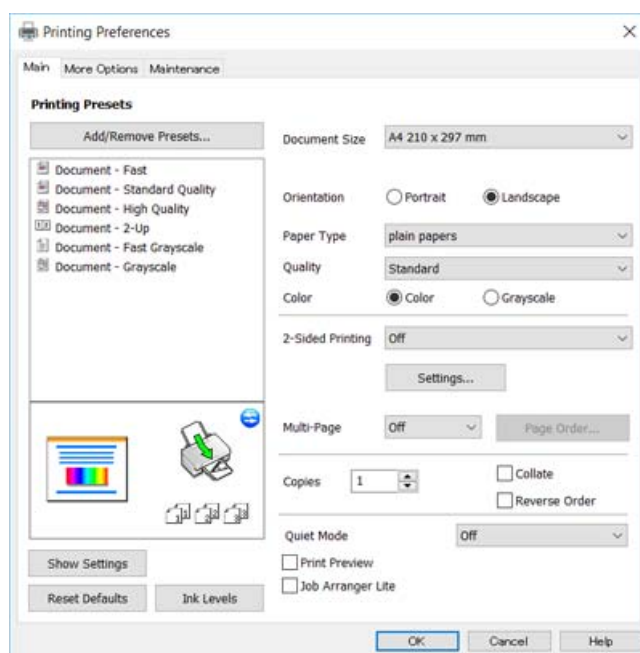 Printing Preferences
Main More Options Maintenance
Printing Presets
Add/Remove Presets...
Document - Fast
Document - Standard Quality
Document - High Quality
Document - 2-Up
Document - Fast Grayscale
Document - Grayscale
Show Settings
Reset Defaults Ink Levels
Document Size A4 210 x 297 mm
Orientation Portrait Landscape
Paper Type plain papers
Quality Standard
Color Color Grayscale
2-Sided Printing Off
Settings...
Multi-Page Off Page Order...
Copies 1 Collate
Reverse Order
Quiet Mode Off
Print Preview
Job Arranger Lite
OK Cancel Help